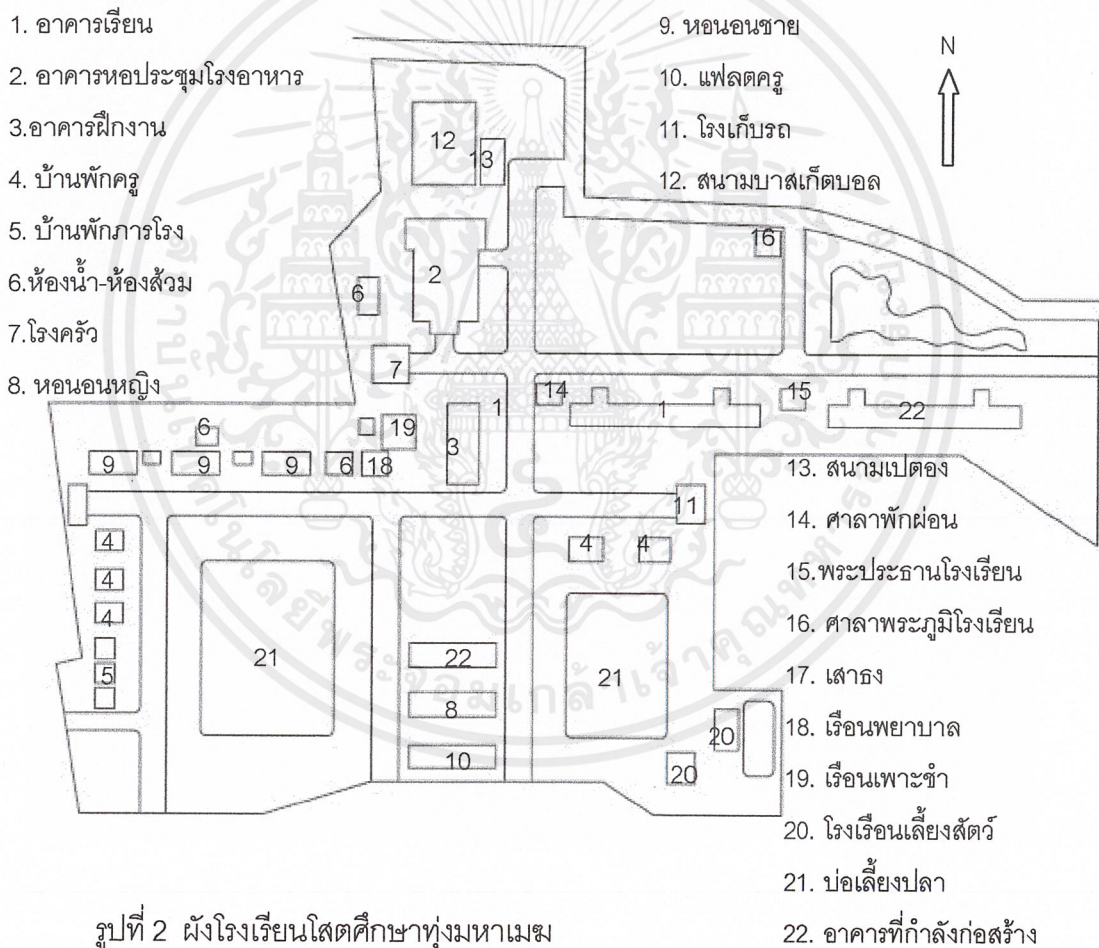 1. อาคารเรียน
2. อาคารหอประชุมโรงอาหาร
3.อาคารฝึกงาน
4. บ้านพักครู
5. บ้านพักภารโรง
6.ห้องน้ำ-ห้องส้วม
7.โรงครัว
8. หอนอนหญิง
9. หอนอนชาย
10. แฟลตครู
11. โรงเก็บรถ
12. สนามบาสเก็ตบอล
N
12
13
16
2
6
7
14
1
15
1
22
19
3
6
9
9
9
6
18
11
4
4
4
4
4
5
21
22
21
8
10
20
20
13. สนามเปตอง
14. ศาลาพักผ่อน
15.พระประธานโรงเรียน
16. ศาลาพระภูมิโรงเรียน
17. เสาธง
18. เรือนพยาบาล
19. เรือนเพาะชำ
20. โรงเรือนเลี้ยงสัตว์
21. บ่อเลี้ยงปลา
22. อาคารที่กำลังก่อสร้าง
รูปที่ 2 ผังโรงเรียนโสตศึกษาทุ่งมหาเมฆ